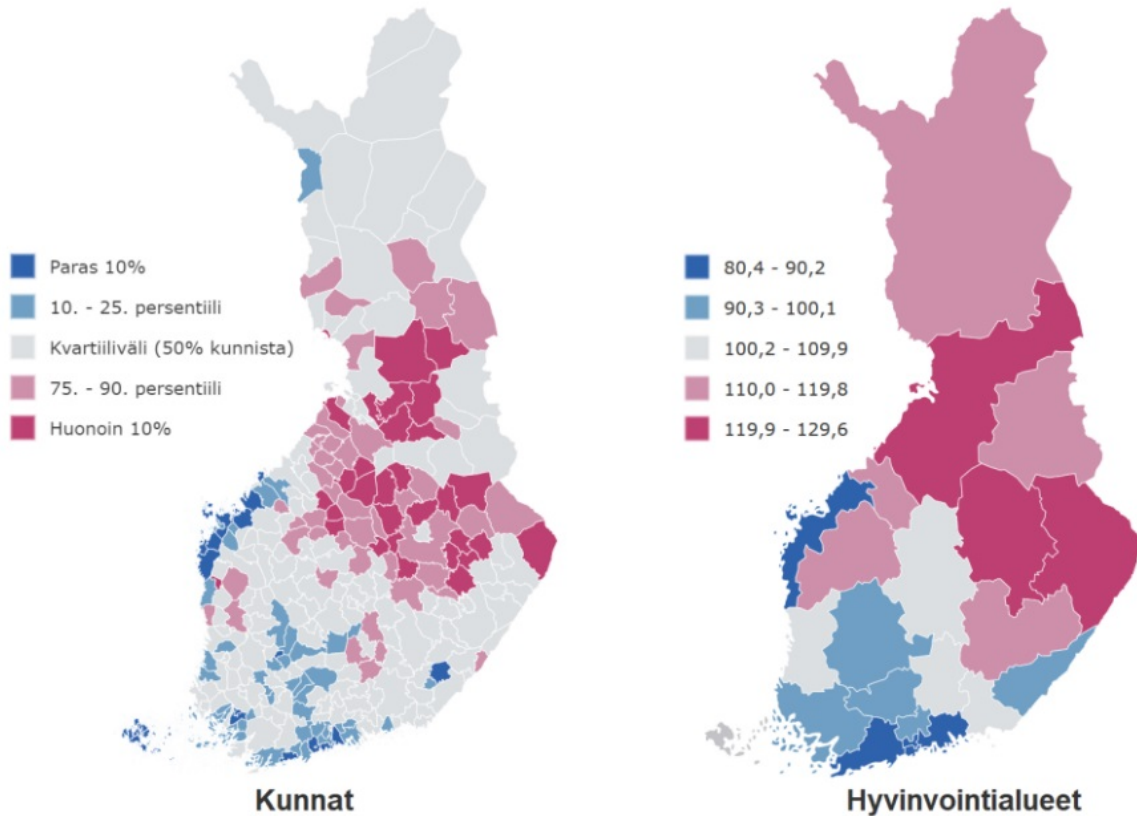 Paras 10%
10. - 25. persentiili
Kvartiiliväli (50% kunnista)
75. - 90. persentiili
Huonoin 10%
Kunnat
80,4 - 90,2
90,3 - 100,1
100,2 - 109,9
110,0 - 119,8
119,9 - 129,6
Hyvinvointialueet